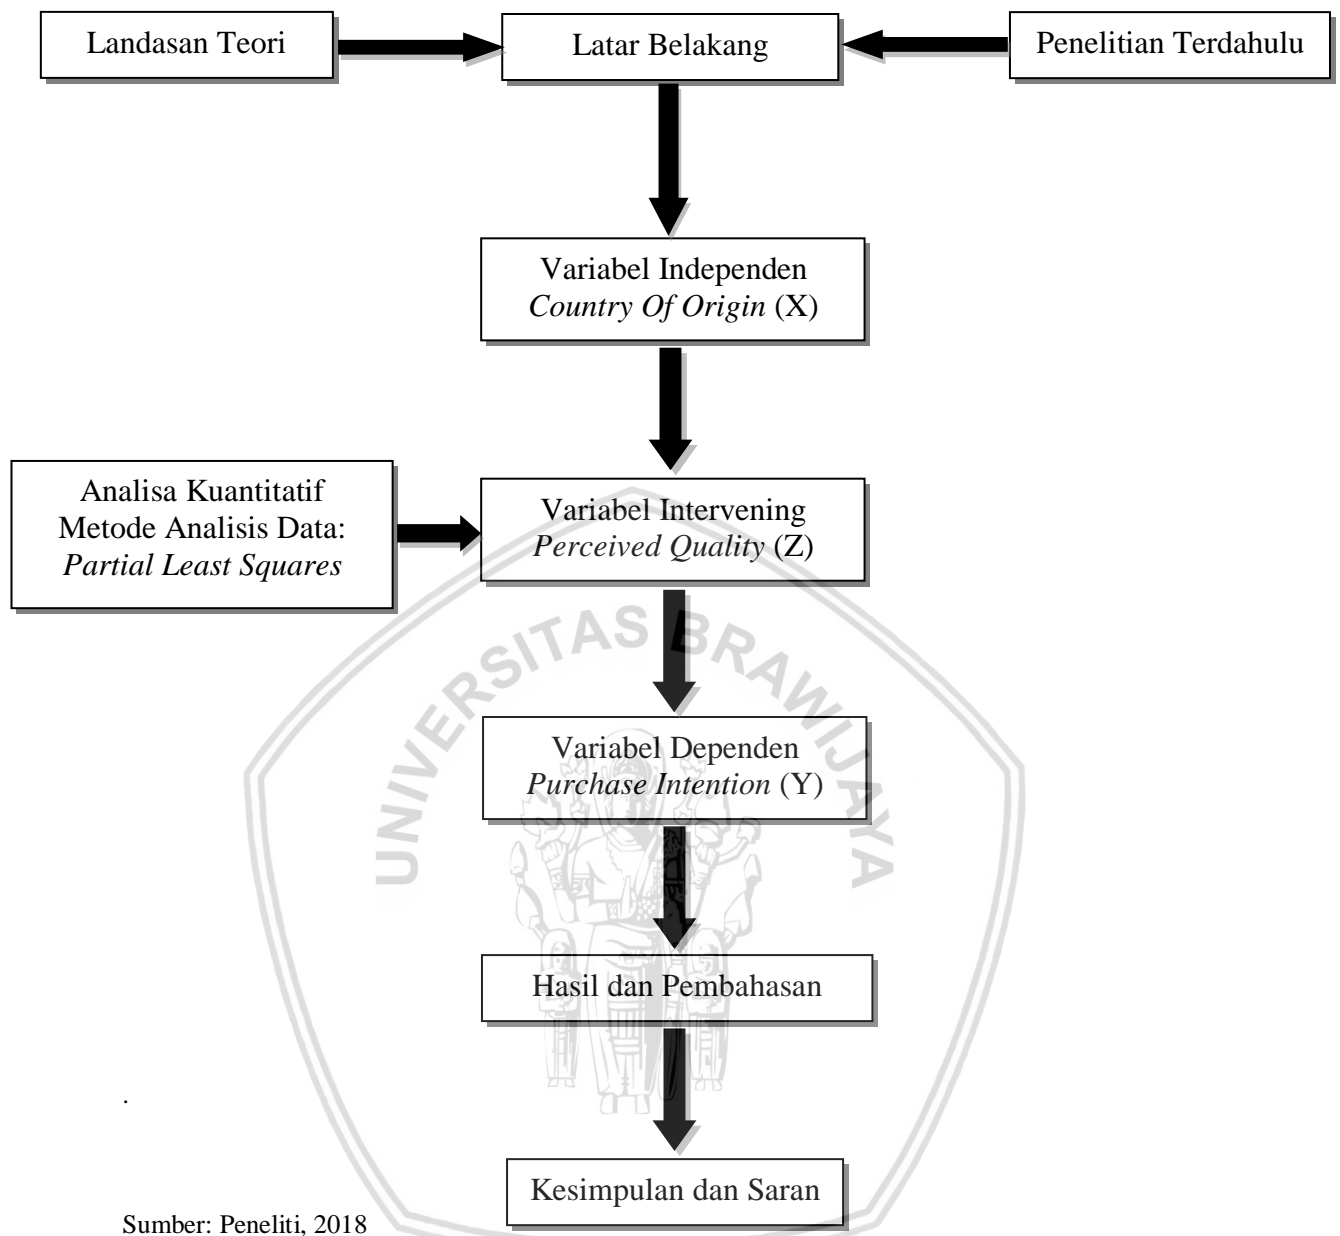 Landasan Teori
Latar Belakang
Penelitian Terdahulu
Variabel Independen
Country Of Origin (X)
Analisa Kuantitatif
Metode Analisis Data:
Partial Least Squares
Variabel Intervening
Perceived Quality (Z)
UNIVERSITAS BRAWIJAYA
Variabel Dependen
Purchase Intention (Y)
Hasil dan Pembahasan
.
Kesimpulan dan Saran
Sumber: Peneliti, 2018